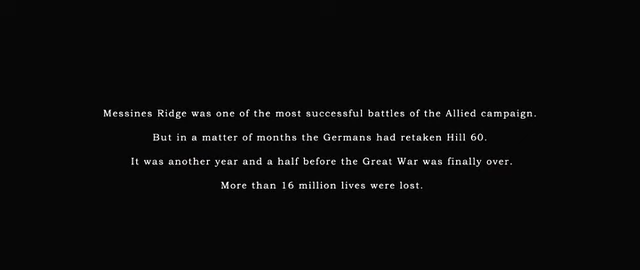 Messines Ridge was one of the most successful battles of the Allied campaign.
But in a matter of months the Germans had retaken Hill 60.
It was another year and a half before the Great War was finally over.
More than 16 million lives were lost.